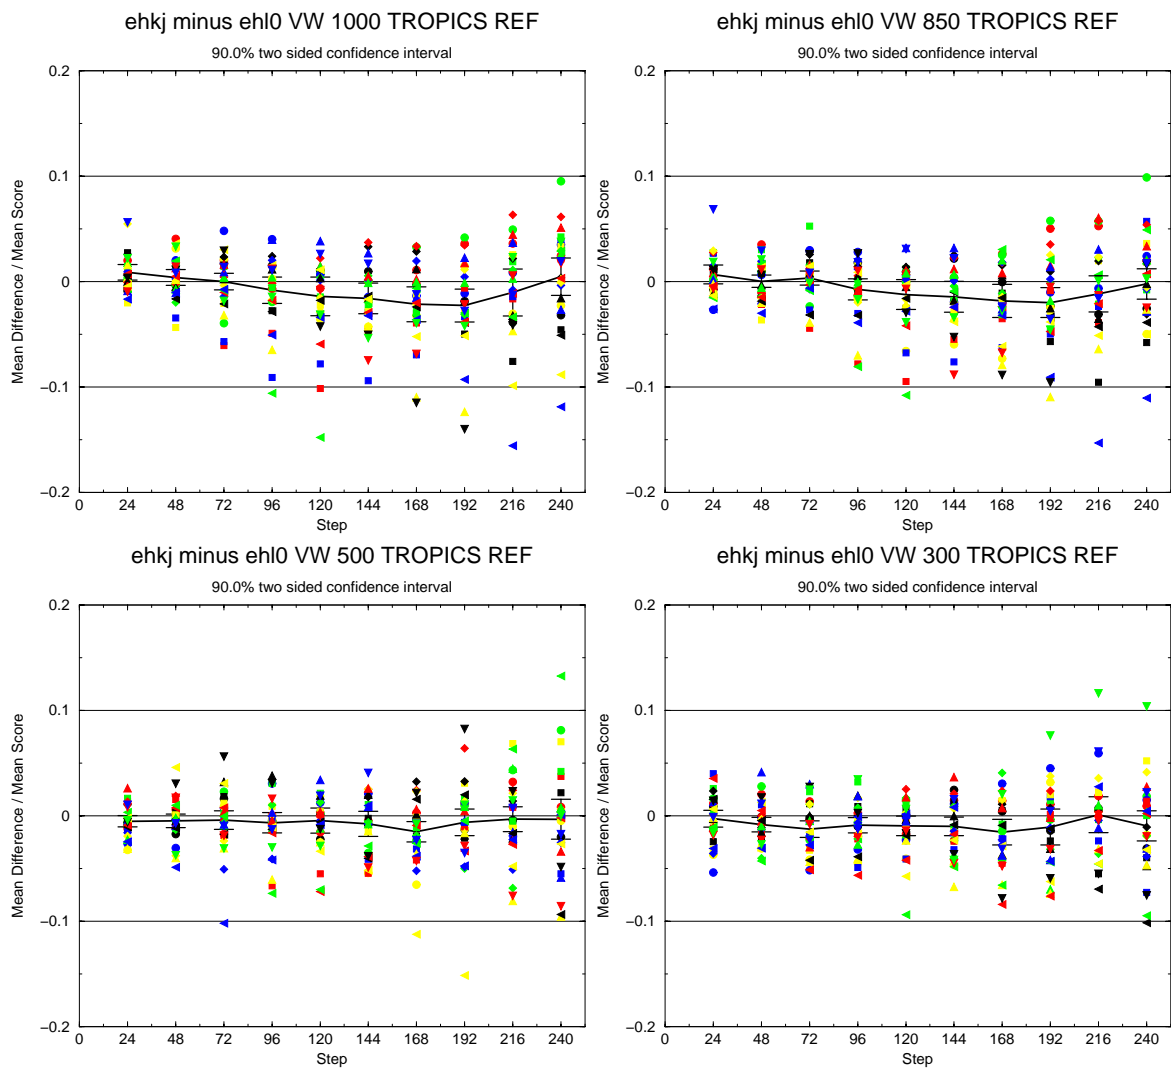 ehkj minus ehl0 VW 1000 TROPICS REF
90.0% two sided confidence interval
0.2
0.1
0
−0.1
−0.2
Mean Difference / Mean Score
0 24 48 72 96 120 144 168 192 216 240
Step
ehkj minus ehl0 VW 850 TROPICS REF
90.0% two sided confidence interval
0.2
0.1
0
−0.1
−0.2
Mean Difference / Mean Score
0 24 48 72 96 120 144 168 192 216 240
Step
ehkj minus ehl0 VW 500 TROPICS REF
90.0% two sided confidence interval
0.2
0.1
0
−0.1
−0.2
Mean Difference / Mean Score
0 24 48 72 96 120 144 168 192 216 240
Step
ehkj minus ehl0 VW 300 TROPICS REF
90.0% two sided confidence interval
0.2
0.1
0
−0.1
−0.2
Mean Difference / Mean Score
0 24 48 72 96 120 144 168 192 216 240
Step